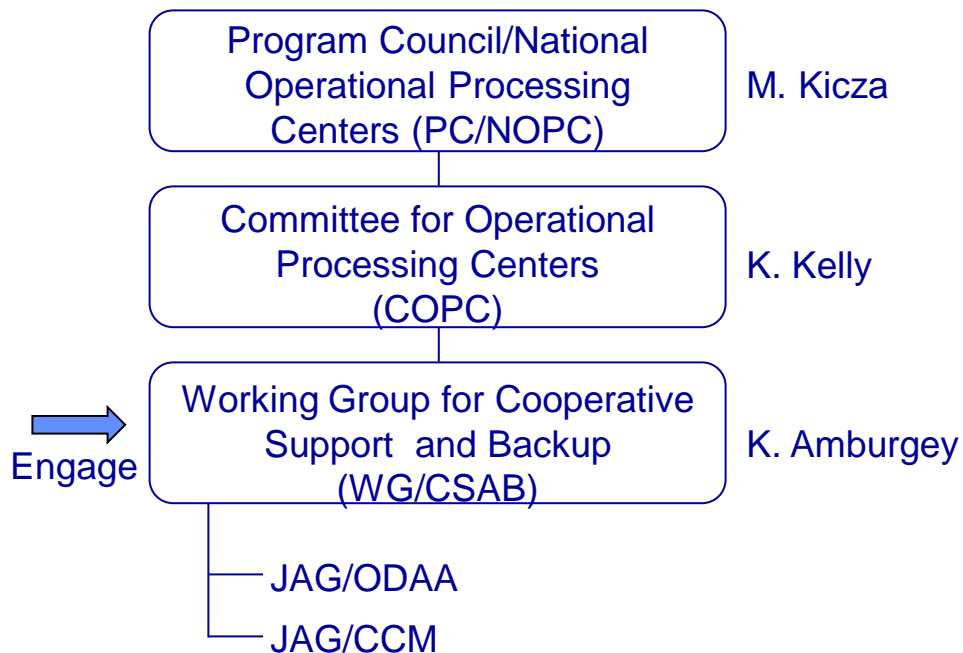 Program Council/National
Operational Processing
Centers (PC/NOPC)
M. Kicza
Committee for Operational
Processing Centers
(COPC)
K. Kelly
Working Group for Cooperative
Support and Backup
(WG/CSAB)
K. Amburgey
Engage
JAG/ODAA
JAG/CCM